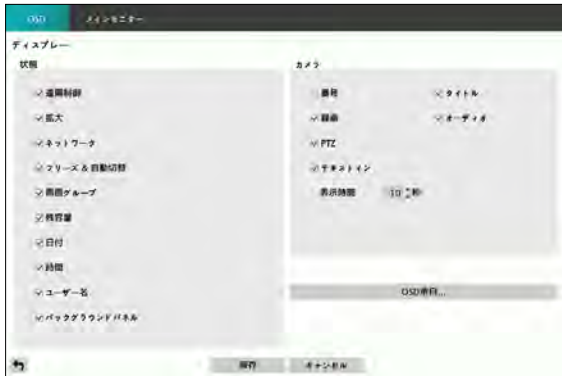 OSD メインモニター
ディスプレー
状態
遠隔制御
拡大
ネットワーク
フリーズ & 自動切替
画面グループ
残容量
日付
時間
ユーザー名
バックグラウンドパネル
カメラ
番号 タイトル
録画 オーディオ
PTZ
テキストイン
表示時間 10 秒
OSD余白...
保存 キャンセル